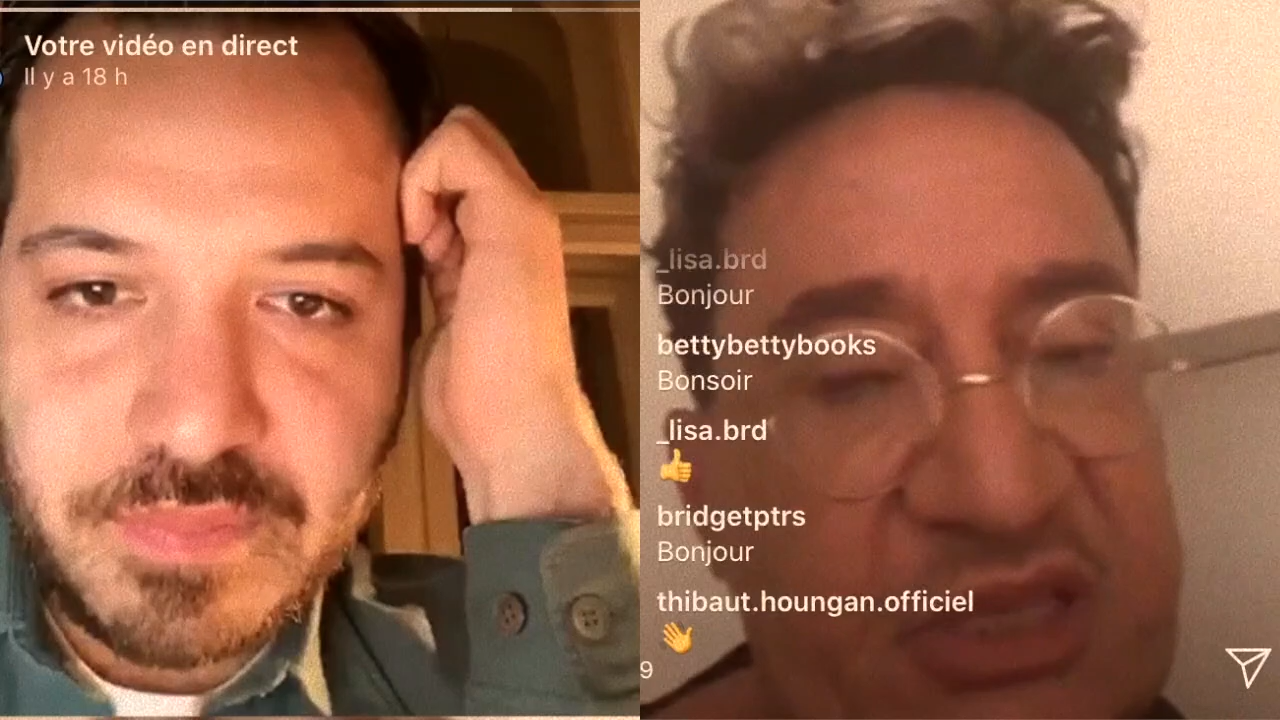 Votre vidéo en direct
Il y a 18 h
_lisa.brd
Bonjour
bettybettybooks
Bonsoir
_lisa.brd
👍
bridgetptrs
Bonjour
thibaut.houngan.officiel
👋
9